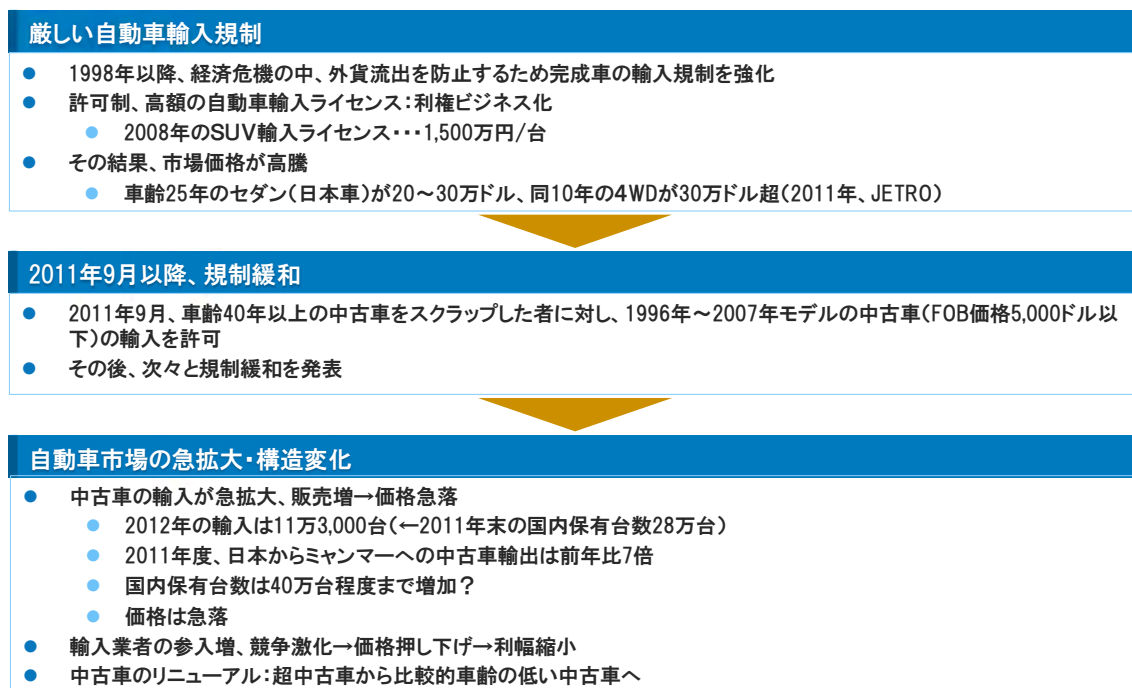 厳しい自動車輸入規制
● 1998年以降、経済危機の中、外貨流出を防止するため完成車の輸入規制を強化
● 許可制、高額の自動車輸入ライセンス：利権ビジネス化
● 2008年のSUV輸入ライセンス・・・1,500万円/台
● その結果、市場価格が高騰
● 車齢25年のセダン（日本車）が20～30万ドル、同10年の4WDが30万ドル超（2011年、JETRO）
2011年9月以降、規制緩和
● 2011年9月、車齢40年以上の中古車をスクラップした者に対し、1996年～2007年モデルの中古車（FOB価格5,000ドル以
下）の輸入を許可
● その後、次々と規制緩和を発表
自動車市場の急拡大・構造変化
● 中古車の輸入が急拡大、販売増→価格急落
● 2012年の輸入は11万3,000台（←2011年末の国内保有台数28万台）
● 2011年度、日本からミャンマーへの中古車輸出は前年比7倍
● 国内保有台数は40万台程度まで増加？
● 価格は急落
● 輸入業者の参入増、競争激化→価格押し下げ→利幅縮小
● 中古車のリニューアル：超中古車から比較的車齢の低い中古車へ